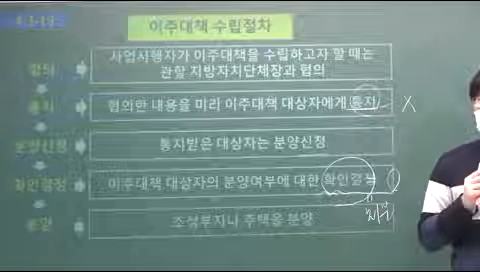 이주대책 수립절차
협의
사업시행자가 이주대책을 수립하고자 할 때는
관할 지방자치단체장과 협의
통지
협의한 내용을 미리 이주대책 대상자에게 통지
X
분양신청
통지받은 대상자는 분양신청
확인결정
이주대책 대상자의 분양여부에 대한 확인결정
분양
조성부지나 주택을 분양